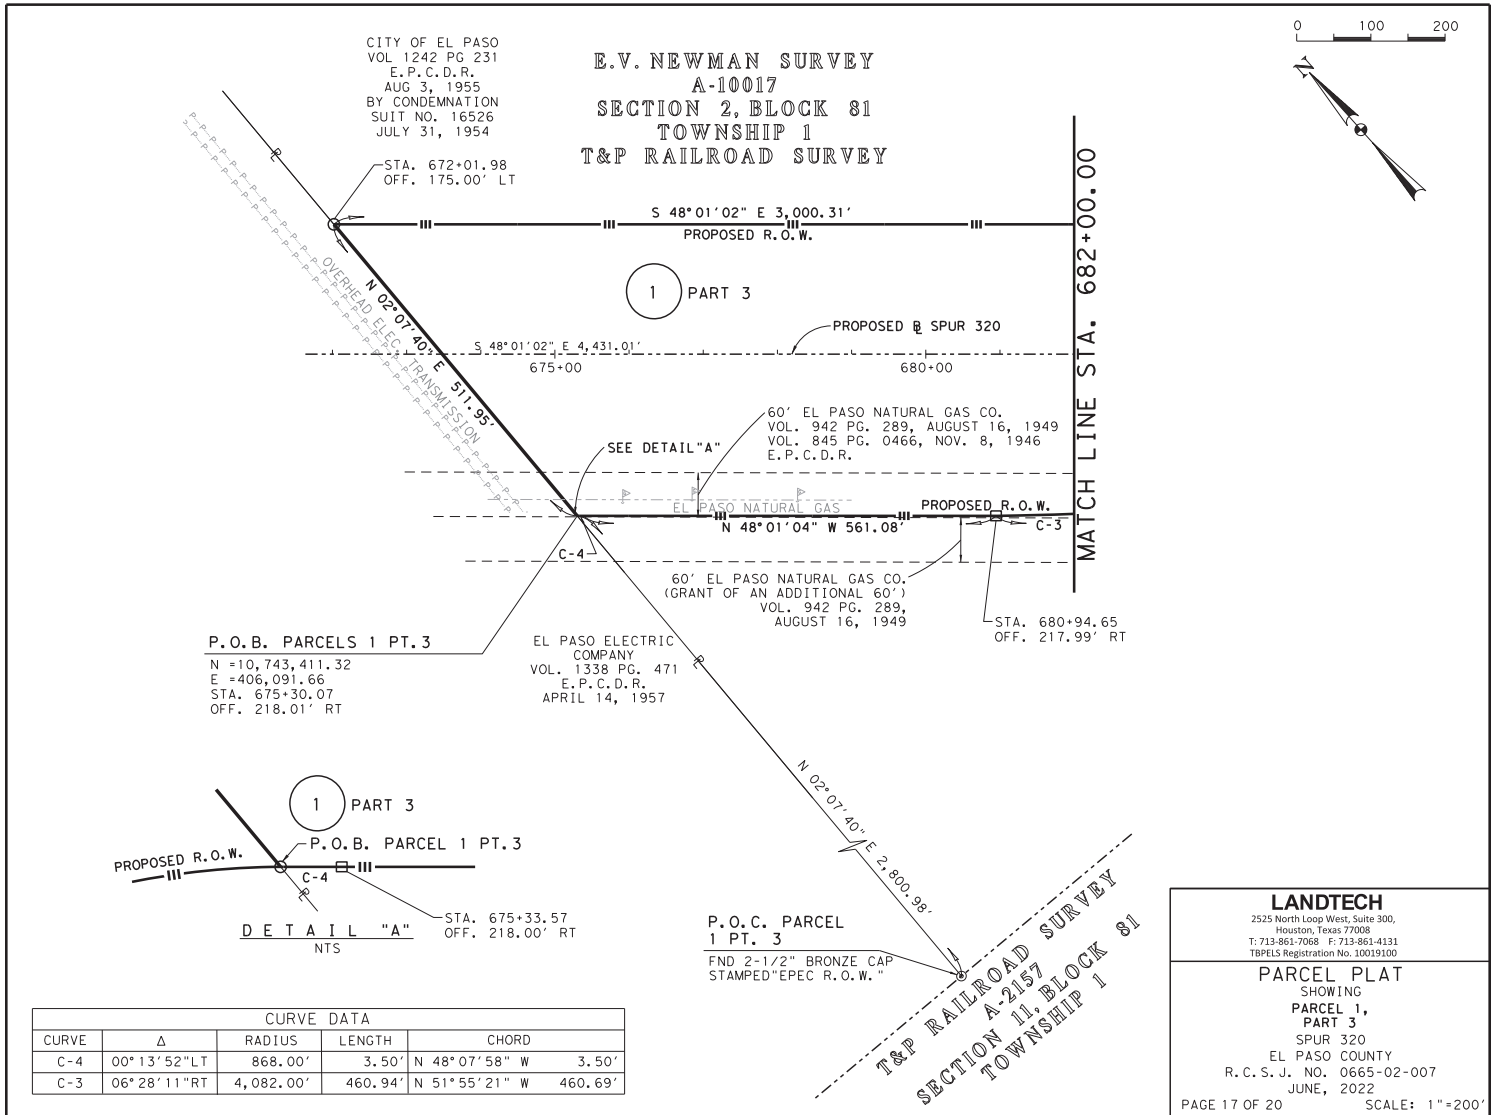 CITY OF EL PASO
VOL 1242 PG 231
E.P.C.D.R.
AUG 3, 1955
BY CONDEMNATION
SUIT NO. 16526
JULY 31, 1954
E.V. NEWMAN SURVEY
A-10017
SECTION 2, BLOCK 81
TOWNSHIP 1
T&P RAILROAD SURVEY
0 100 200
N
STA. 672+01.98
OFF. 175.00' LT
S 48°01'02" E 3,000.31'
PROPOSED R.O.W.
MATCH LINE STA. 682+00.00
1 PART 3
OVERHEAD ELEC. TRANSMISSION
N 02°07'40" E 511.95'
PROPOSED B SPUR 320
S 48°01'02" E 4,431.01'
675+00
680+00
60' EL PASO NATURAL GAS CO.
VOL. 942 PG. 289, AUGUST 16, 1949
VOL. 845 PG. 0466, NOV. 8, 1946
E.P.C.D.R.
SEE DETAIL"A"
EL PASO NATURAL GAS
PROPOSED R.O.W.
N 48°01'04" W 561.08'
C-3
C-4
60' EL PASO NATURAL GAS CO.
(GRANT OF AN ADDITIONAL 60')
VOL. 942 PG. 289,
AUGUST 16, 1949
STA. 680+94.65
OFF. 217.99' RT
P.O.B. PARCELS 1 PT.3
N =10,743,411.32
E =406,091.66
STA. 675+30.07
OFF. 218.01' RT
EL PASO ELECTRIC
COMPANY
VOL. 1338 PG. 471
E.P.C.D.R.
APRIL 14, 1957
N 02°07'40" E 2,800.98'
1 PART 3
P.O.B. PARCEL 1 PT.3
PROPOSED R.O.W.
C-4
STA. 675+33.57
OFF. 218.00' RT
DETAIL "A"
NTS
P.O.C. PARCEL
1 PT. 3
FND 2-1/2" BRONZE CAP
STAMPED"EPEC R.O.W."
T&P RAILROAD SURVEY
A-2157
SECTION 11, BLOCK 81
TOWNSHIP 1
CURVE DATA
CURVE Δ RADIUS LENGTH CHORD
C-4 00°13'52"LT 868.00' 3.50' N 48°07'58" W 3.50'
C-3 06°28'11"RT 4,082.00' 460.94' N 51°55'21" W 460.69'
LANDTECH
2525 North Loop West, Suite 300,
Houston, Texas 77008
T: 713-861-7068 F: 713-861-4131
TBPELS Registration No. 10019100
PARCEL PLAT
SHOWING
PARCEL 1,
PART 3
SPUR 320
EL PASO COUNTY
R.C.S.J. NO. 0665-02-007
JUNE, 2022
PAGE 17 OF 20 SCALE: 1"=200'